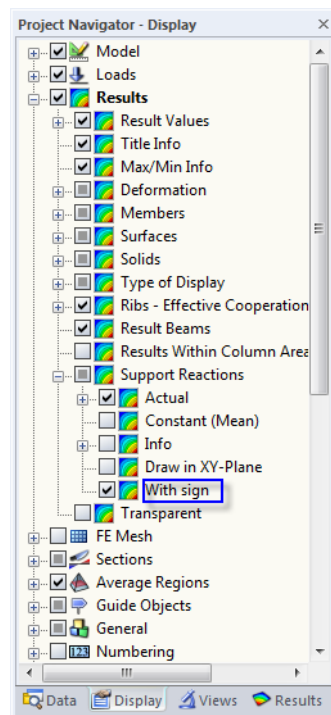 Project Navigator - Display
Model
Loads
Results
Result Values
Title Info
Max/Min Info
Deformation
Members
Surfaces
Solids
Type of Display
Ribs - Effective Cooperation
Result Beams
Results Within Column Area
Support Reactions
Actual
Constant (Mean)
Info
Draw in XY-Plane
With sign
Transparent
FE Mesh
Sections
Average Regions
Guide Objects
General
123 Numbering
Data Display Views Results